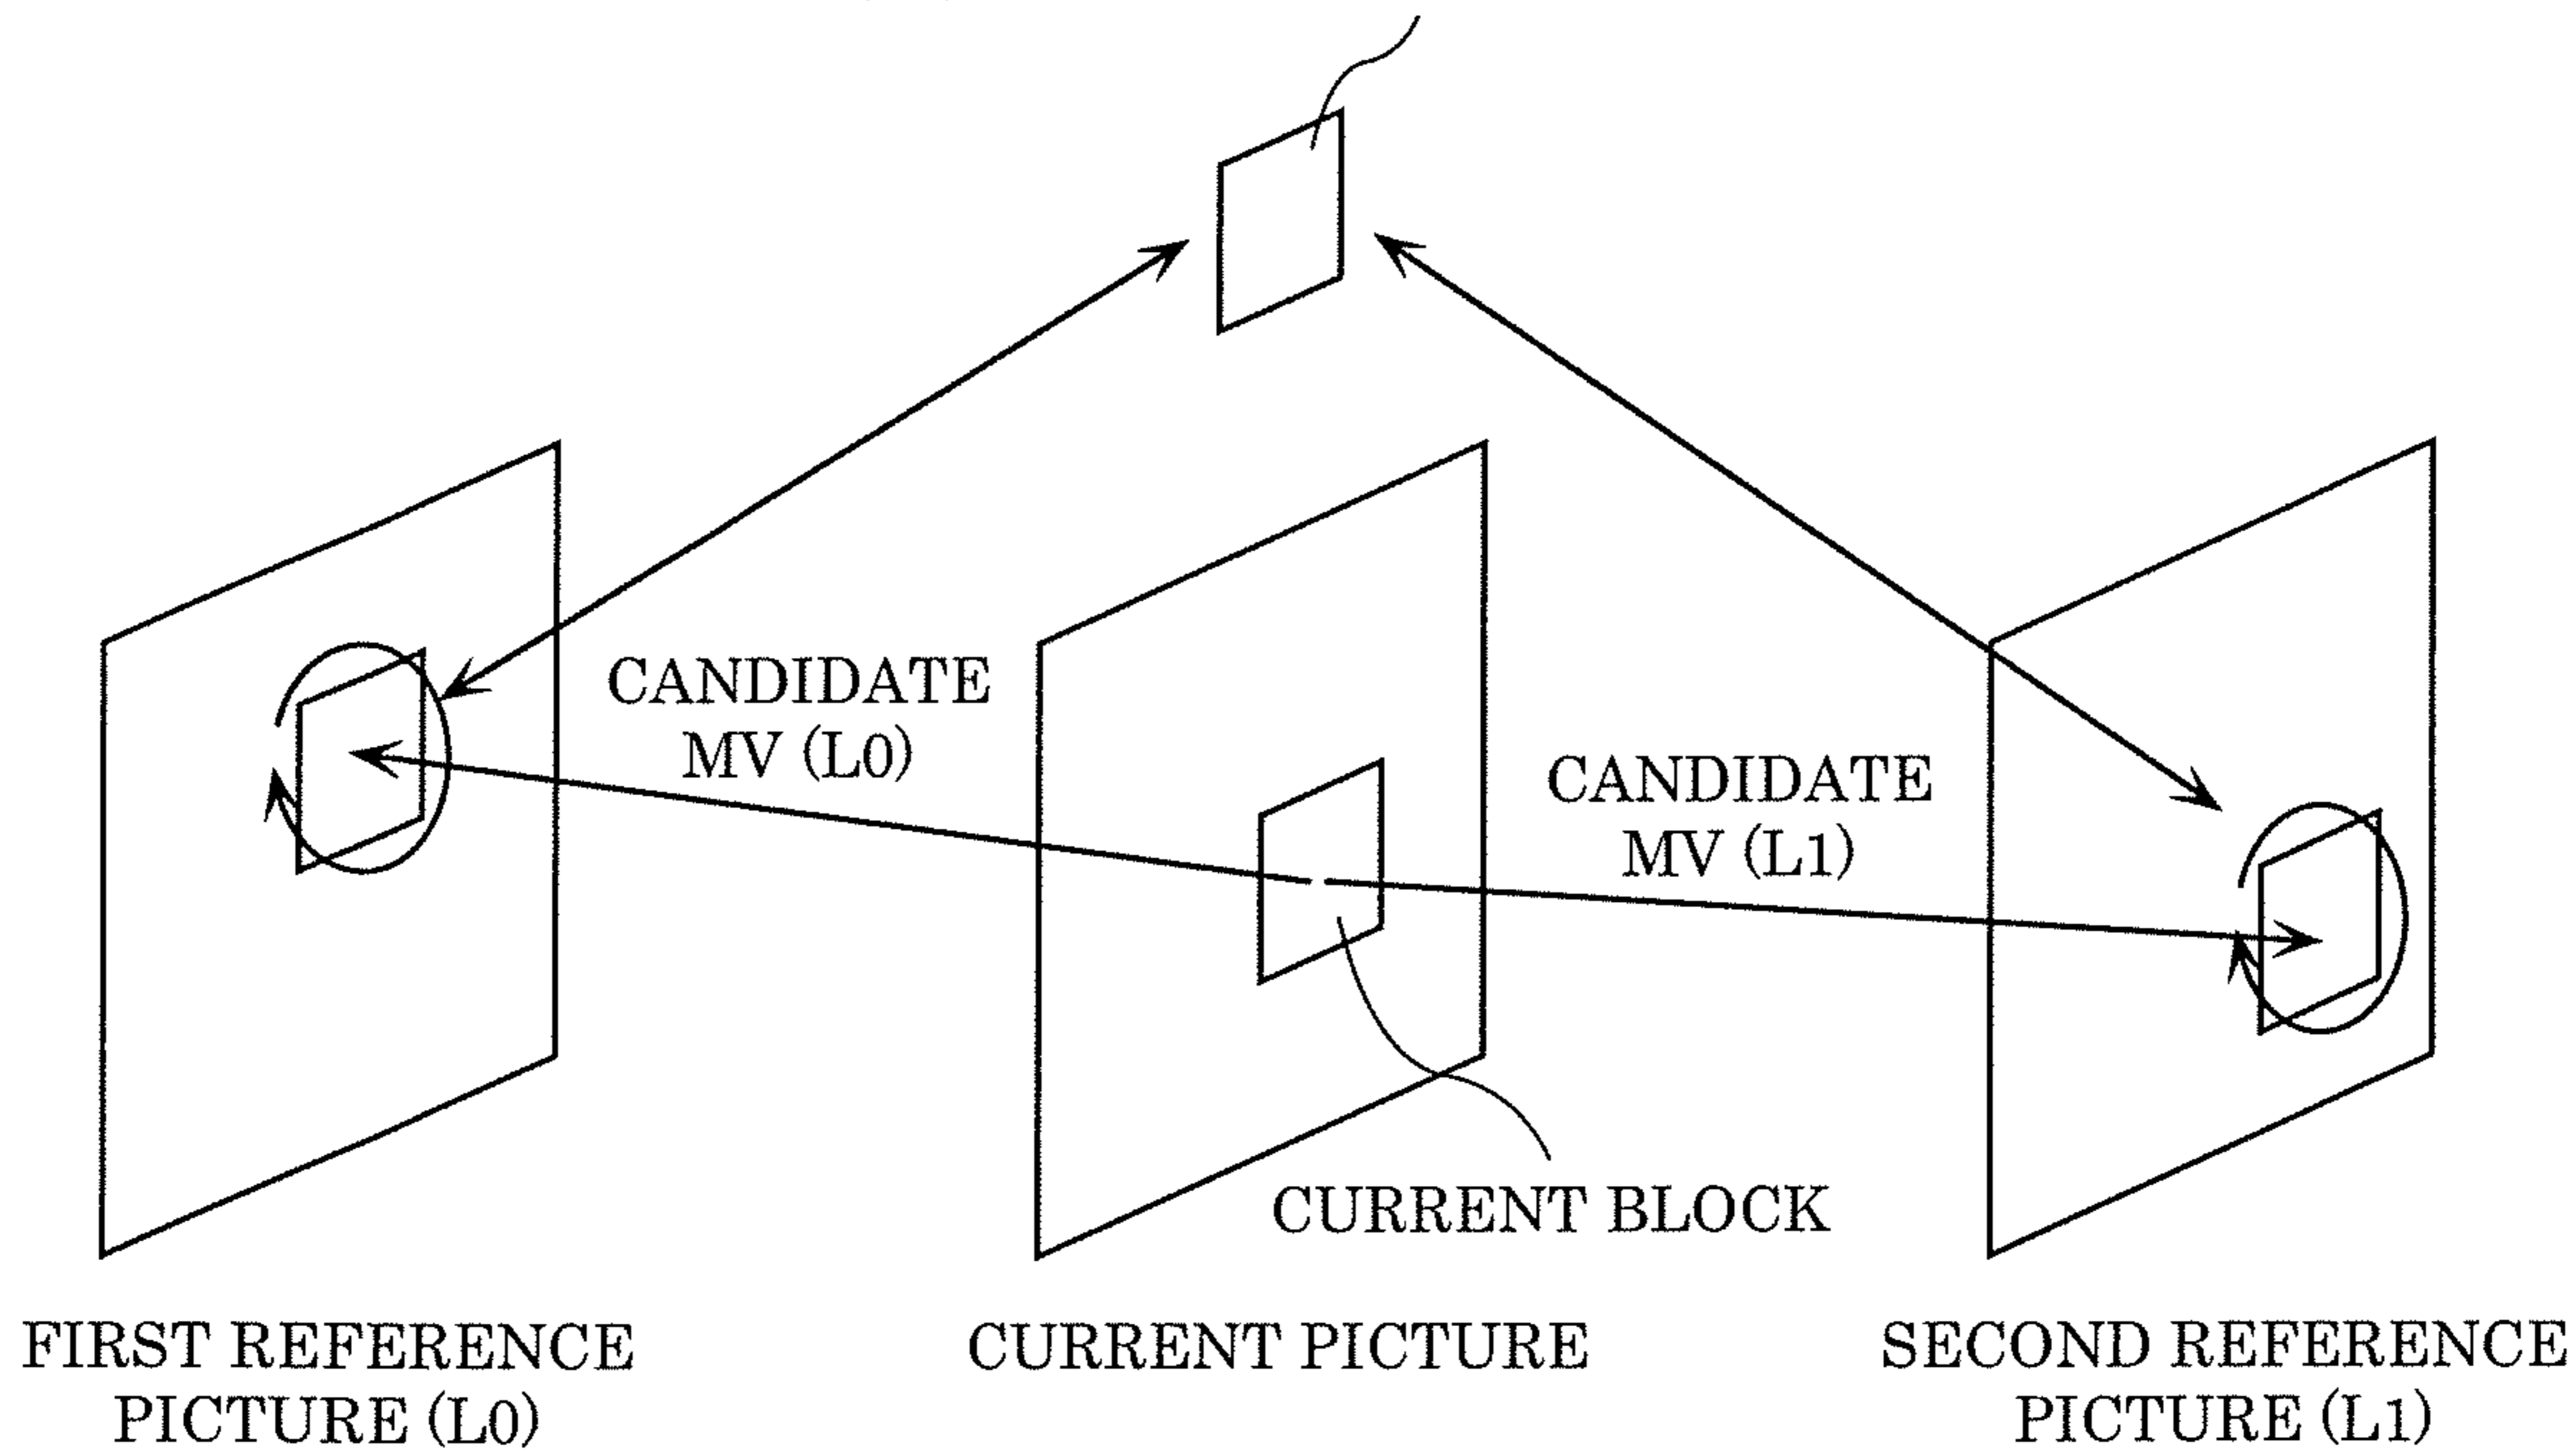 CANDIDATE
MV (L0)
CANDIDATE
MV (L1)
CURRENT BLOCK
FIRST REFERENCE
PICTURE (L0)
CURRENT PICTURE
SECOND REFERENCE
PICTURE (L1)